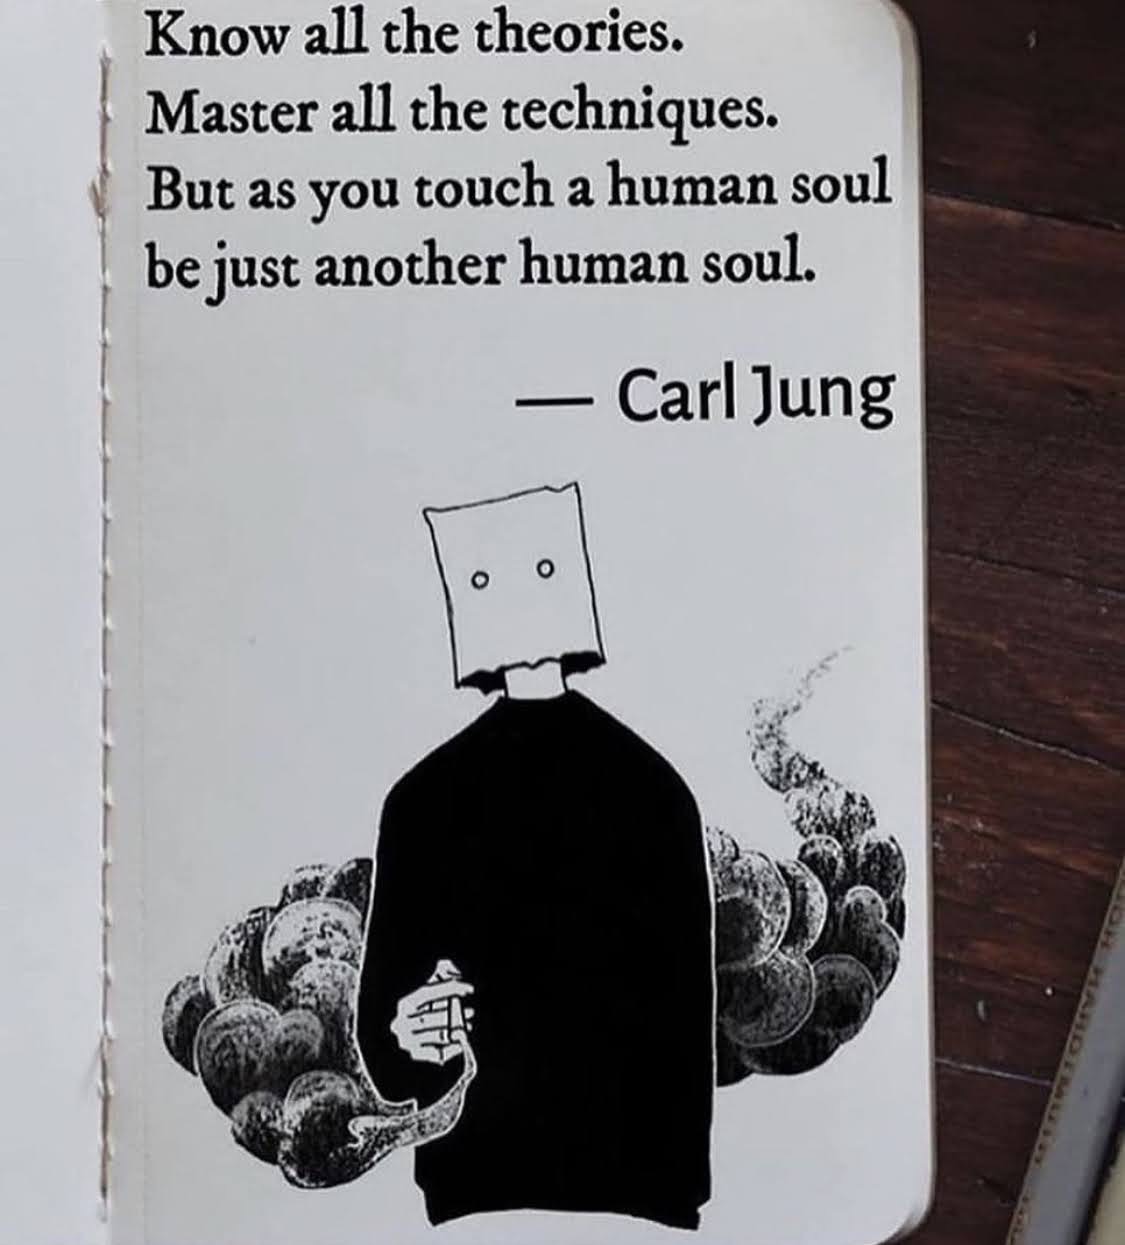 Know all the theories.
Master all the techniques.
But as you touch a human soul
be just another human soul.
— Carl Jung